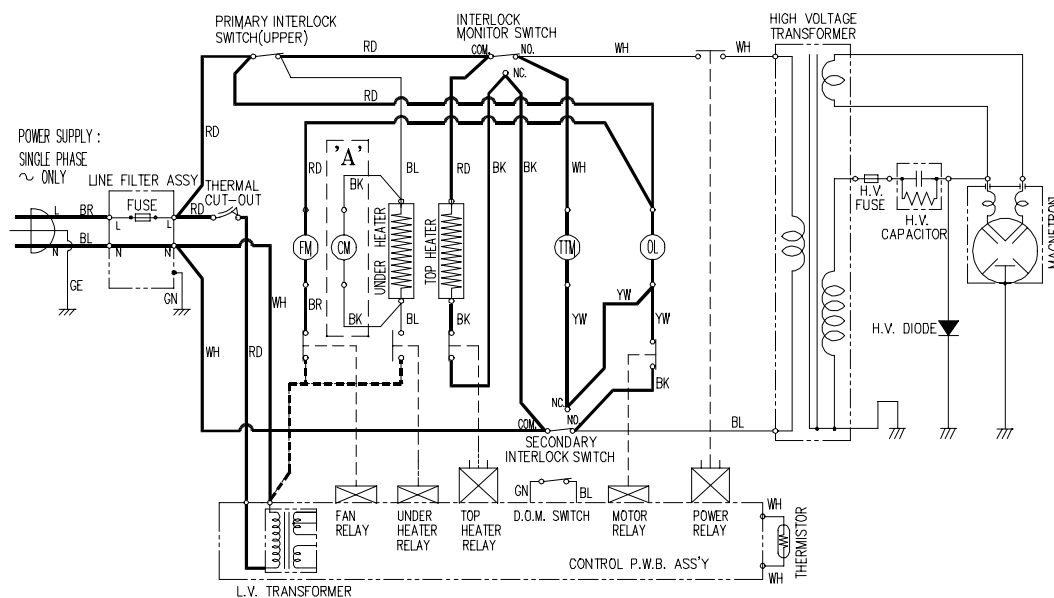 PRIMARY INTERLOCK
SWITCH(UPPER)
INTERLOCK
MONITOR SWITCH
HIGH VOLTAGE
TRANSFORMER
RD
COM.
NO.
WH
WH
NC.
RD
POWER SUPPLY :
SINGLE PHASE
~ ONLY
RD
LINE FILTER ASSY
THERMAL
CUT-OUT
FUSE
L
BR
L
L
RD
BL
N
N
N
GE
GN
WH
WH
RD
'A'
RD
BK
BL
RD
BK
BK
WH
FM
CM
UNDER HEATER
TOP HEATER
TTM
OL
BR
BK
BL
BK
YW
YW
YW
BK
NC.
COM.
NO.
BL
SECONDARY
INTERLOCK SWITCH
H.V.
FUSE
H.V.
CAPACITOR
MAGNETRON
H.V. DIODE
FAN
RELAY
UNDER
HEATER
RELAY
TOP
HEATER
RELAY
GN
BL
D.O.M. SWITCH
MOTOR
RELAY
POWER
RELAY
WH
THERMISTOR
WH
CONTROL P.W.B. ASS'Y
L.V. TRANSFORMER